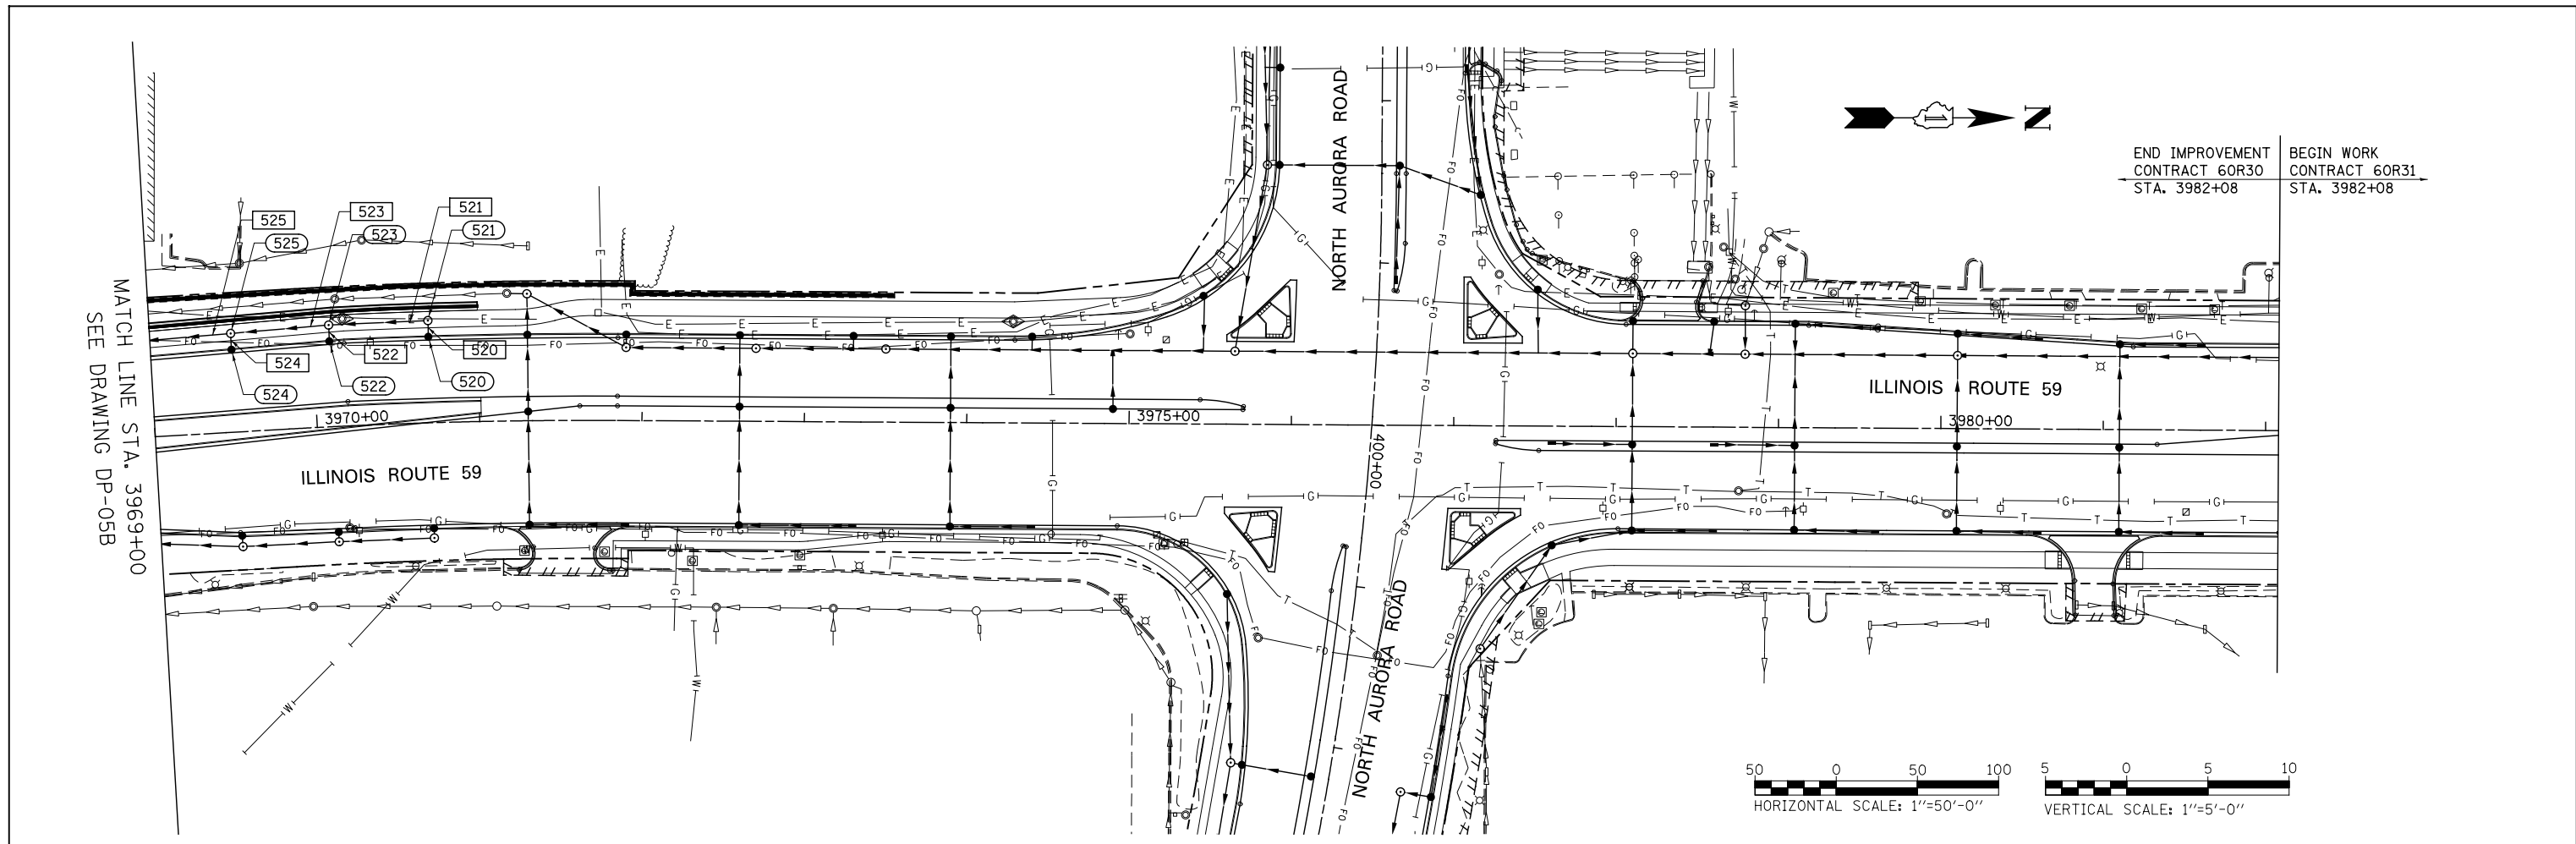 NORTH AURORA ROAD
NORTH AURORA ROAD
N
END IMPROVEMENT
CONTRACT 60R30
STA. 3982+08
BEGIN WORK
CONTRACT 60R31
STA. 3982+08
525
523
521
525
523
521
524
522
520
524
522
520
MATCH LINE STA. 3969+00
SEE DRAWING DP-05B
3970+00
3975+00
3980+00
400+00
ILLINOIS ROUTE 59
ILLINOIS ROUTE 59
NORTH AURORA ROAD
50 0 50 100
HORIZONTAL SCALE: 1"=50'-0"
5 0 5 10
VERTICAL SCALE: 1"=5'-0"